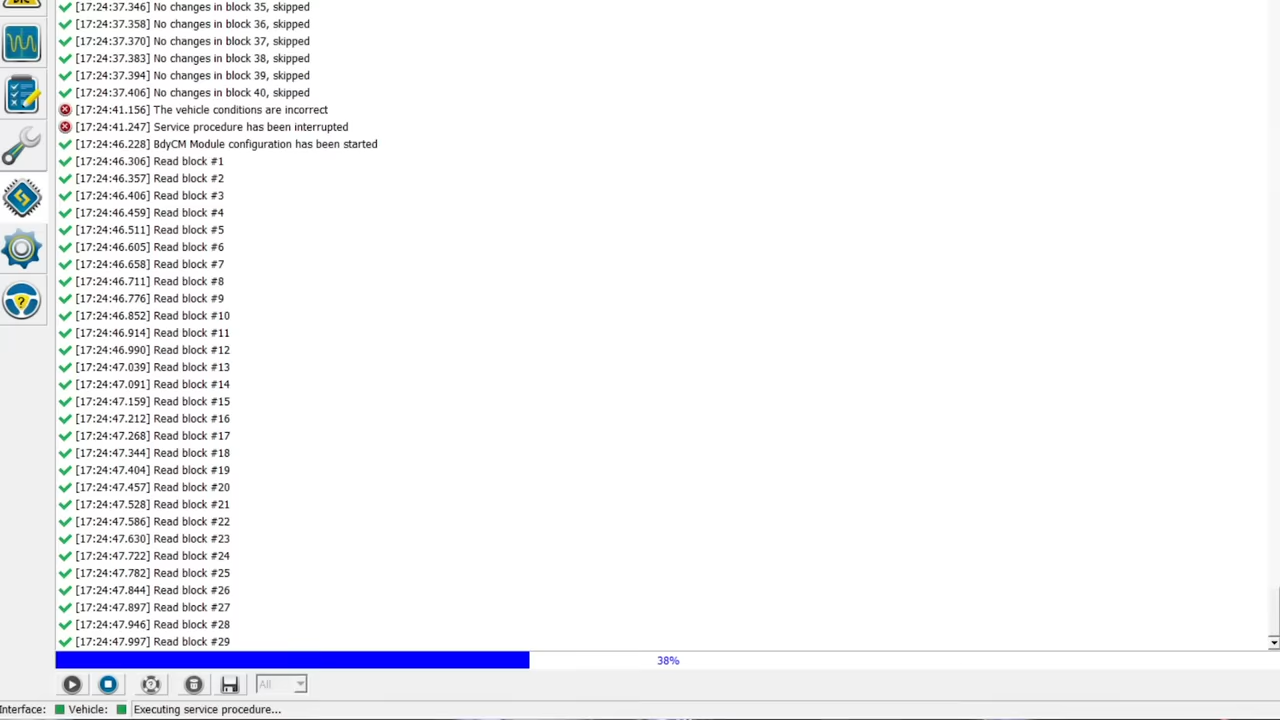 [17:24:37.346] No changes in block 35, skipped
[17:24:37.358] No changes in block 36, skipped
[17:24:37.370] No changes in block 37, skipped
[17:24:37.383] No changes in block 38, skipped
[17:24:37.394] No changes in block 39, skipped
[17:24:37.406] No changes in block 40, skipped
[17:24:41.156] The vehicle conditions are incorrect
[17:24:41.247] Service procedure has been interrupted
[17:24:46.228] BdyCM Module configuration has been started
[17:24:46.306] Read block #1
[17:24:46.357] Read block #2
[17:24:46.406] Read block #3
[17:24:46.459] Read block #4
[17:24:46.511] Read block #5
[17:24:46.605] Read block #6
[17:24:46.658] Read block #7
[17:24:46.711] Read block #8
[17:24:46.776] Read block #9
[17:24:46.852] Read block #10
[17:24:46.914] Read block #11
[17:24:46.990] Read block #12
[17:24:47.039] Read block #13
[17:24:47.091] Read block #14
[17:24:47.159] Read block #15
[17:24:47.212] Read block #16
[17:24:47.268] Read block #17
[17:24:47.344] Read block #18
[17:24:47.404] Read block #19
[17:24:47.457] Read block #20
[17:24:47.528] Read block #21
[17:24:47.586] Read block #22
[17:24:47.630] Read block #23
[17:24:47.722] Read block #24
[17:24:47.782] Read block #25
[17:24:47.844] Read block #26
[17:24:47.897] Read block #27
[17:24:47.946] Read block #28
[17:24:47.997] Read block #29
38%
All
Interface: Vehicle: Executing service procedure...